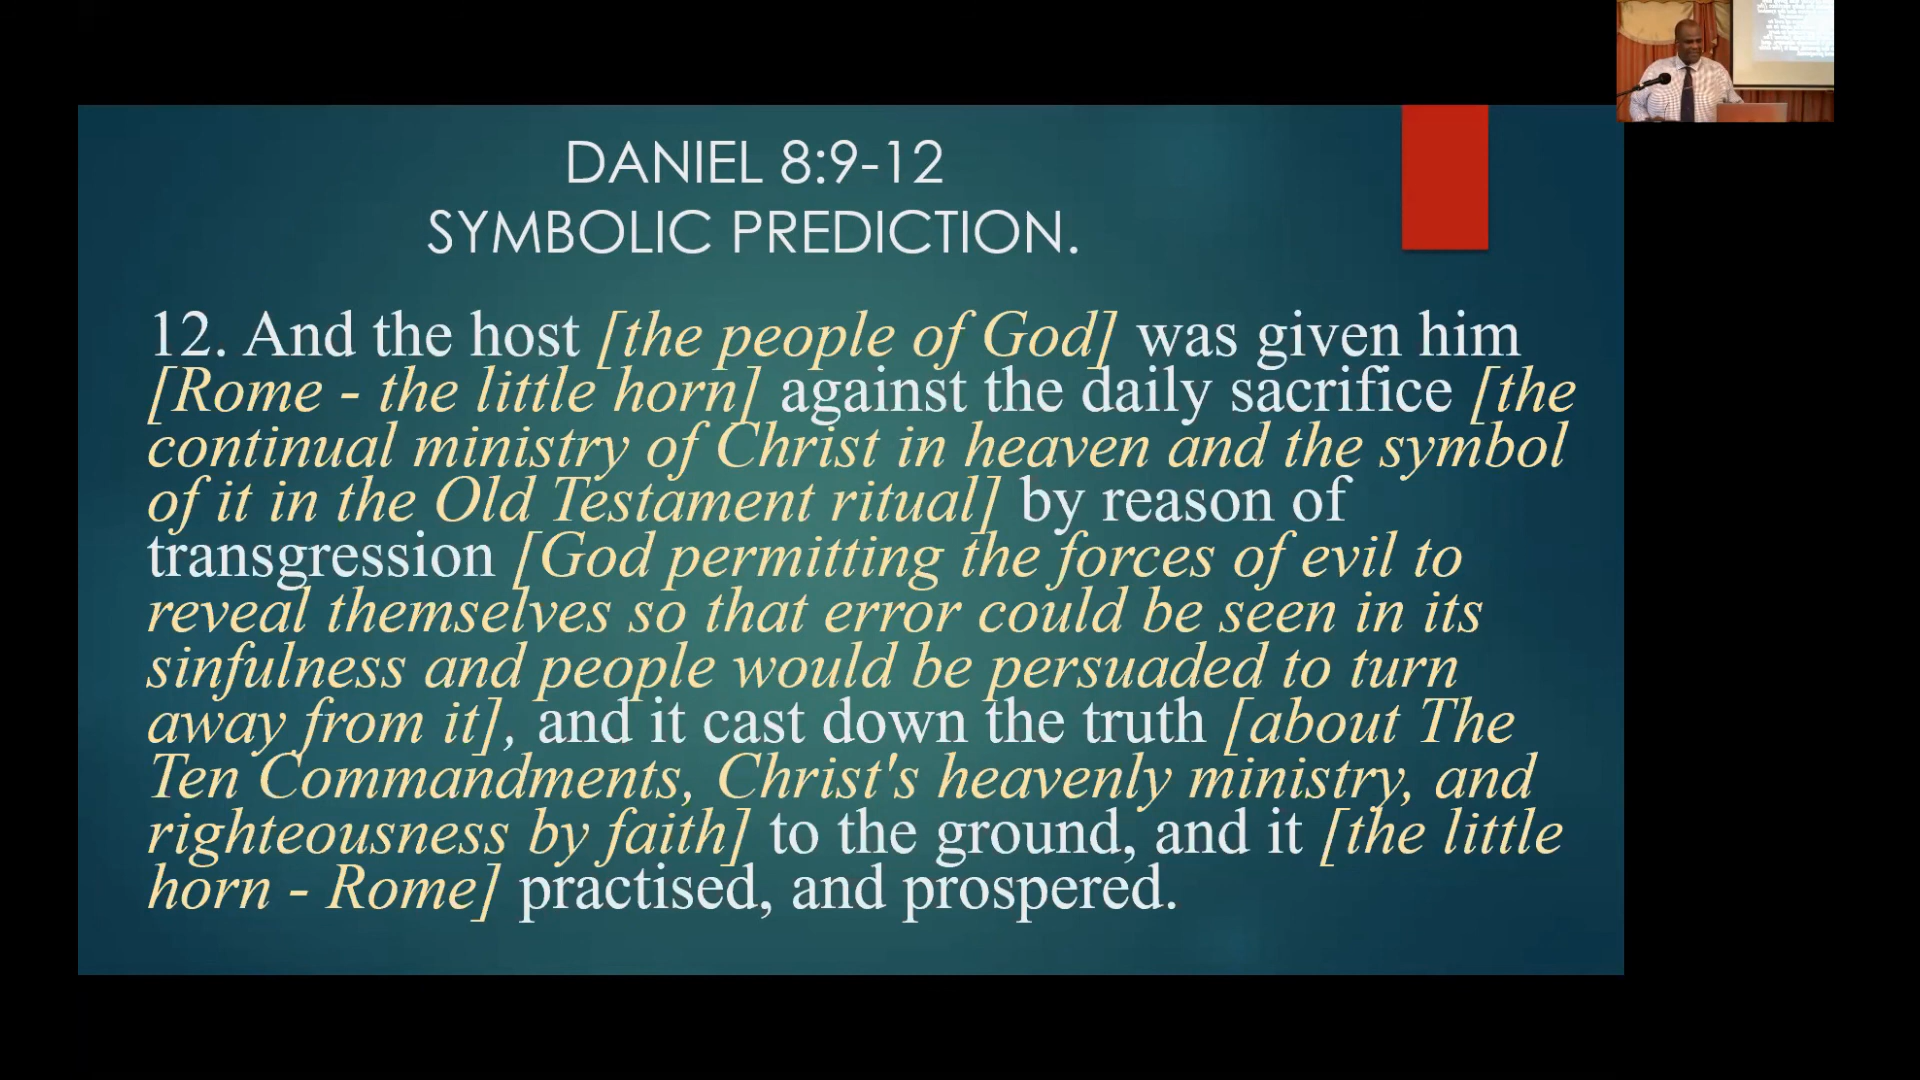 DANIEL 8:9-12
SYMBOLIC PREDICTION.
12. And the host [the people of God] was given him
[Rome - the little horn] against the daily sacrifice [the
continual ministry of Christ in heaven and the symbol
of it in the Old Testament ritual] by reason of
transgression [God permitting the forces of evil to
reveal themselves so that error could be seen in its
sinfulness and people would be persuaded to turn
away from it], and it cast down the truth [about The
Ten Commandments, Christ's heavenly ministry, and
righteousness by faith] to the ground, and it [the little
horn - Rome] practised, and prospered.